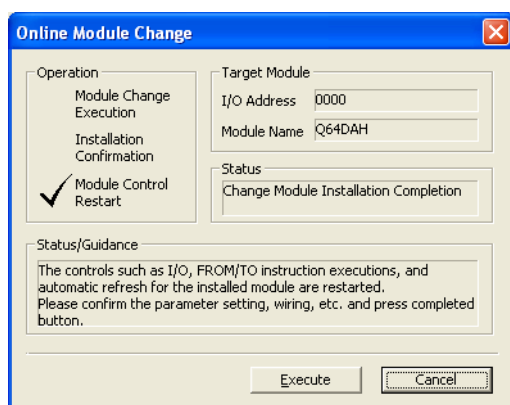 Online Module Change
Operation
Module Change
Execution
Installation
Confirmation
Module Control
Restart
Target Module
I/O Address 0000
Module Name Q64DAH
Status
Change Module Installation Completion
Status/Guidance
The controls such as I/O, FROM/TO instruction executions, and
automatic refresh for the installed module are restarted.
Please confirm the parameter setting, wiring, etc. and press completed
button.
Execute
Cancel